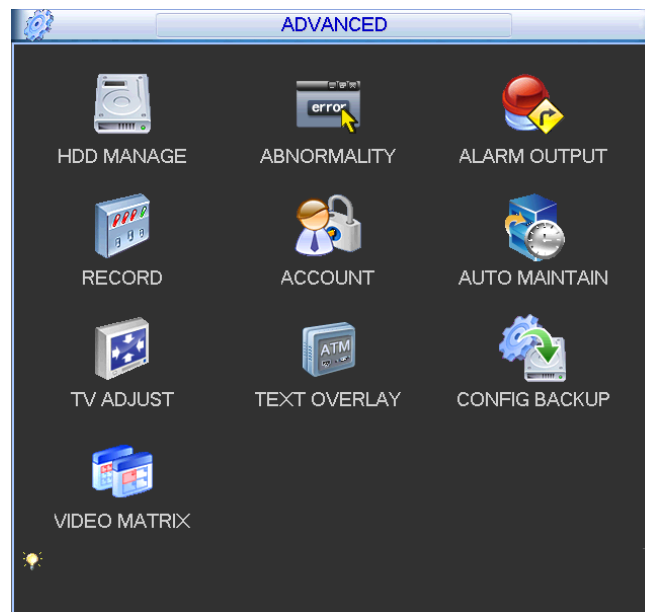 ADVANCED
error
HDD MANAGE ABNORMALITY ALARM OUTPUT
RECORD ACCOUNT AUTO MAINTAIN
ATM
TV ADJUST TEXT OVERLAY CONFIG BACKUP
VIDEO MATRIX